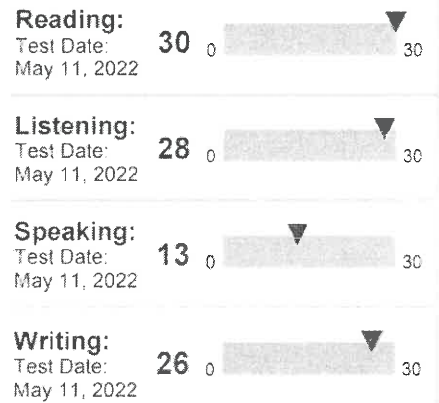 Reading:
Test Date: 30 0 30
May 11, 2022
Listening:
Test Date: 28 0 30
May 11, 2022
Speaking:
Test Date: 13 0 30
May 11, 2022
Writing:
Test Date: 26 0 30
May 11, 2022